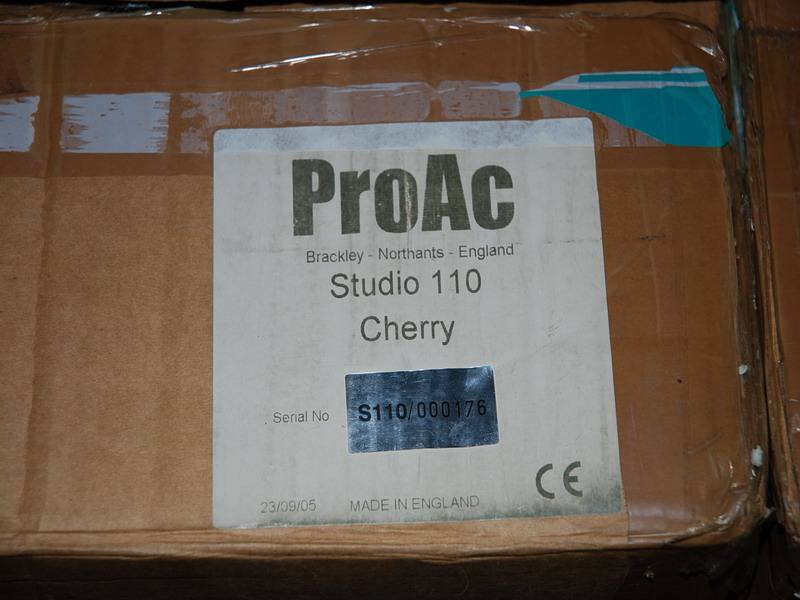 ProAc
Brackley - Northants - England
Studio 110
Cherry
Serial No S110/000176
CE
23/09/05 MADE IN ENGLAND